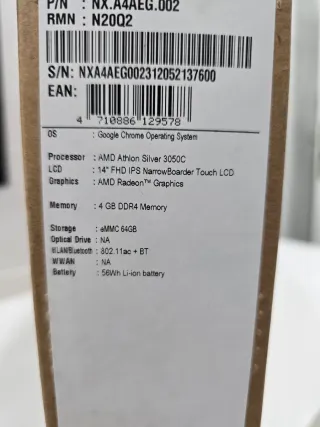 P/N : NX.A4AEG.002
RMN : N20Q2
S/N: NXA4AEG002312052137600
EAN:
4 710886 129578
OS : Google Chrome Operating System
Processor : AMD Athlon Silver 3050C
LCD : 14" FHD IPS NarrowBoarder Touch LCD
Graphics : AMD Radeon™ Graphics
Memory : 4 GB DDR4 Memory
Storage : eMMC 64GB
Optical Drive : NA
WLAN/Bluetooth : 802.11ac + BT
WWAN : NA
Battery : 56Wh Li-ion battery